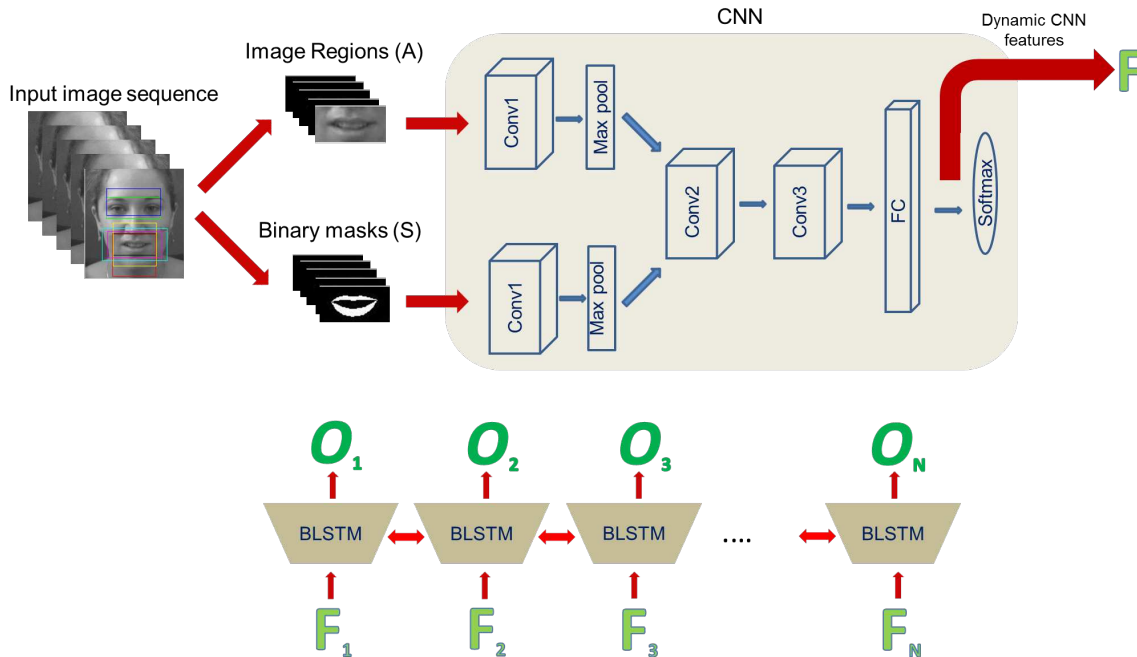 CNN
Dynamic CNN
features
F
Image Regions (A)
Input image sequence
Conv1
Max pool
Conv2
Conv3
FC
Softmax
Binary masks (S)
Conv1
Max pool
O1
O2
O3
ON
BLSTM
BLSTM
BLSTM
....
BLSTM
F1
F2
F3
FN